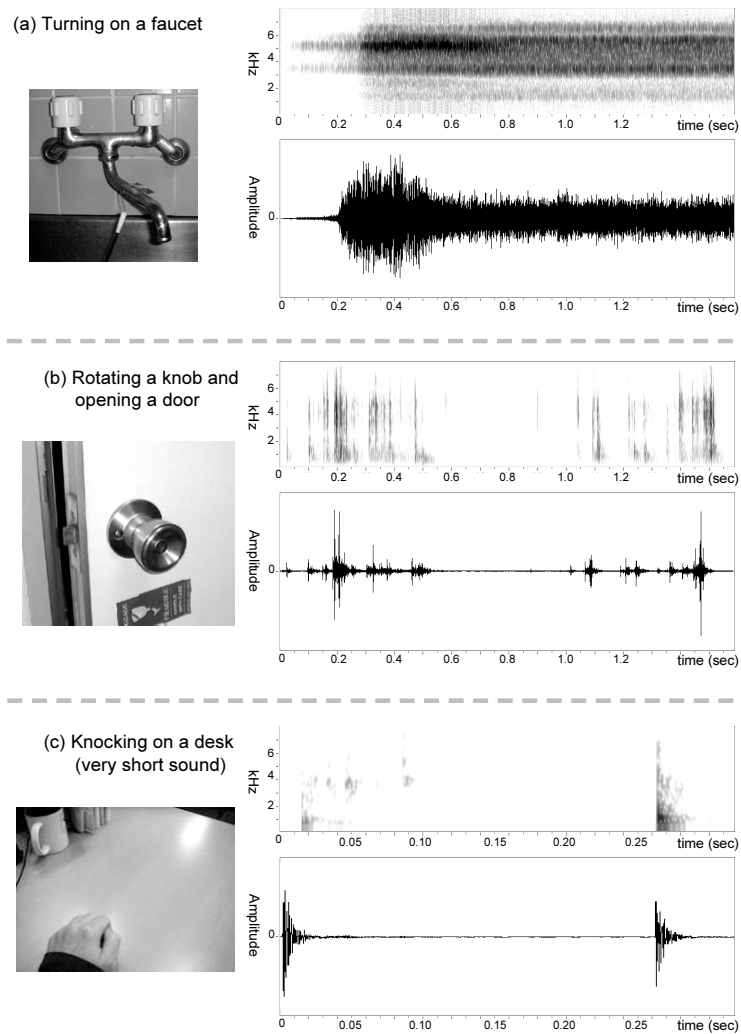 (a) Turning on a faucet
kHz
6
4
2
0.2 0.4 0.6 0.8 1.0 1.2 time (sec)
Amplitude
0
0 0.2 0.4 0.6 0.8 1.0 1.2 time (sec)
(b) Rotating a knob and
opening a door
kHz
6
4
2
0 0.2 0.4 0.6 0.8 1.0 1.2 time (sec)
Amplitude
0
0 0.2 0.4 0.6 0.8 1.0 1.2 time (sec)
FRAGILE
(c) Knocking on a desk
(very short sound)
kHz
6
4
2
0.05 0.10 0.15 0.20 0.25 time (sec)
Amplitude
0
0 0.05 0.10 0.20 0.20 0.25 time (sec)